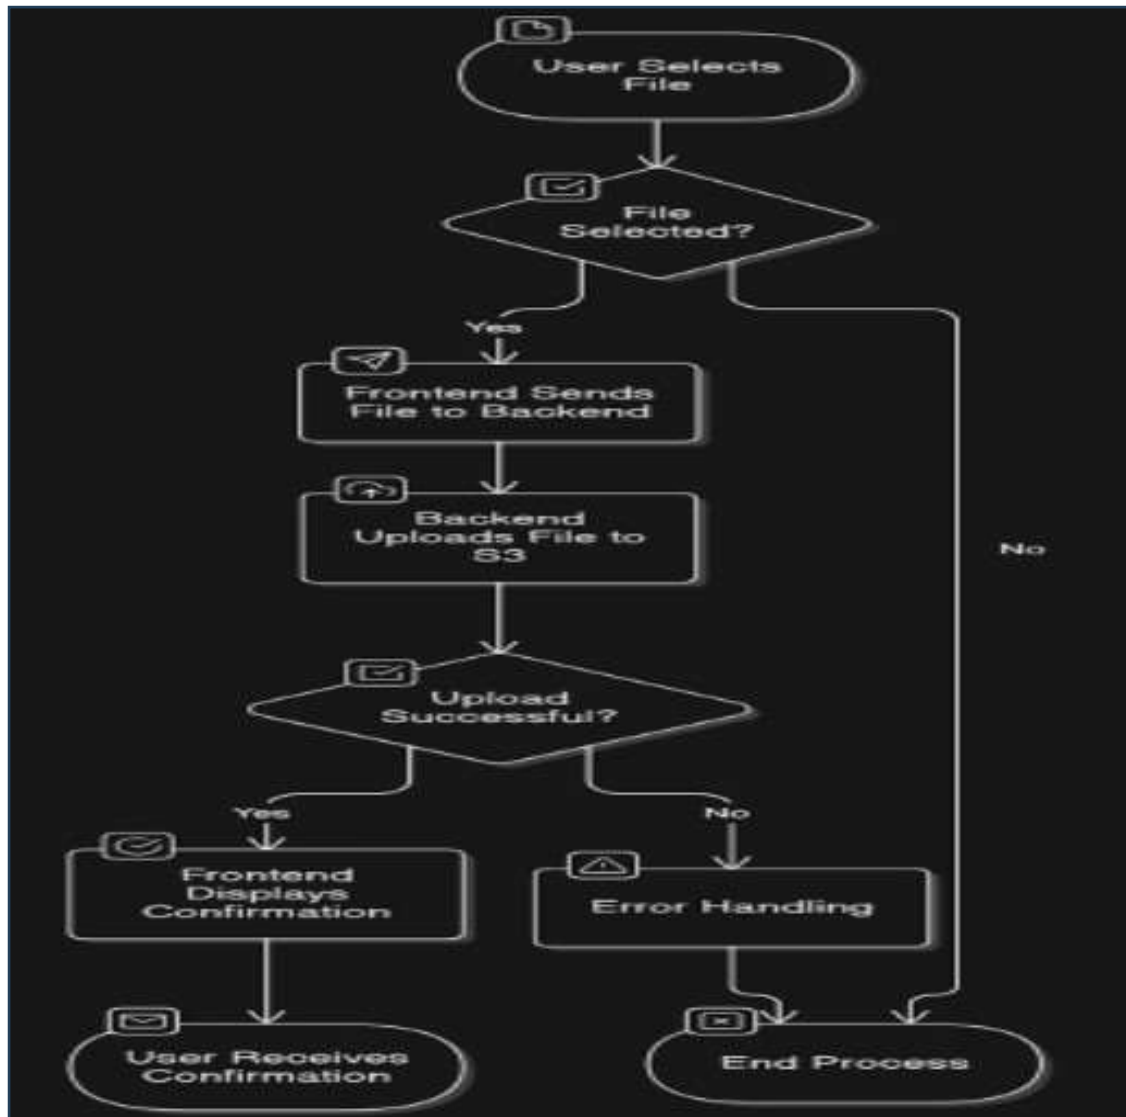 User Selects
File
File
Selected?
Yes
Frontend Sends
File to Backend
Backend
Uploads File to
S3
No
Upload
Successful?
Yes
No
Frontend
Displays
Confirmation
Error Handling
User Receives
Confirmation
End Process